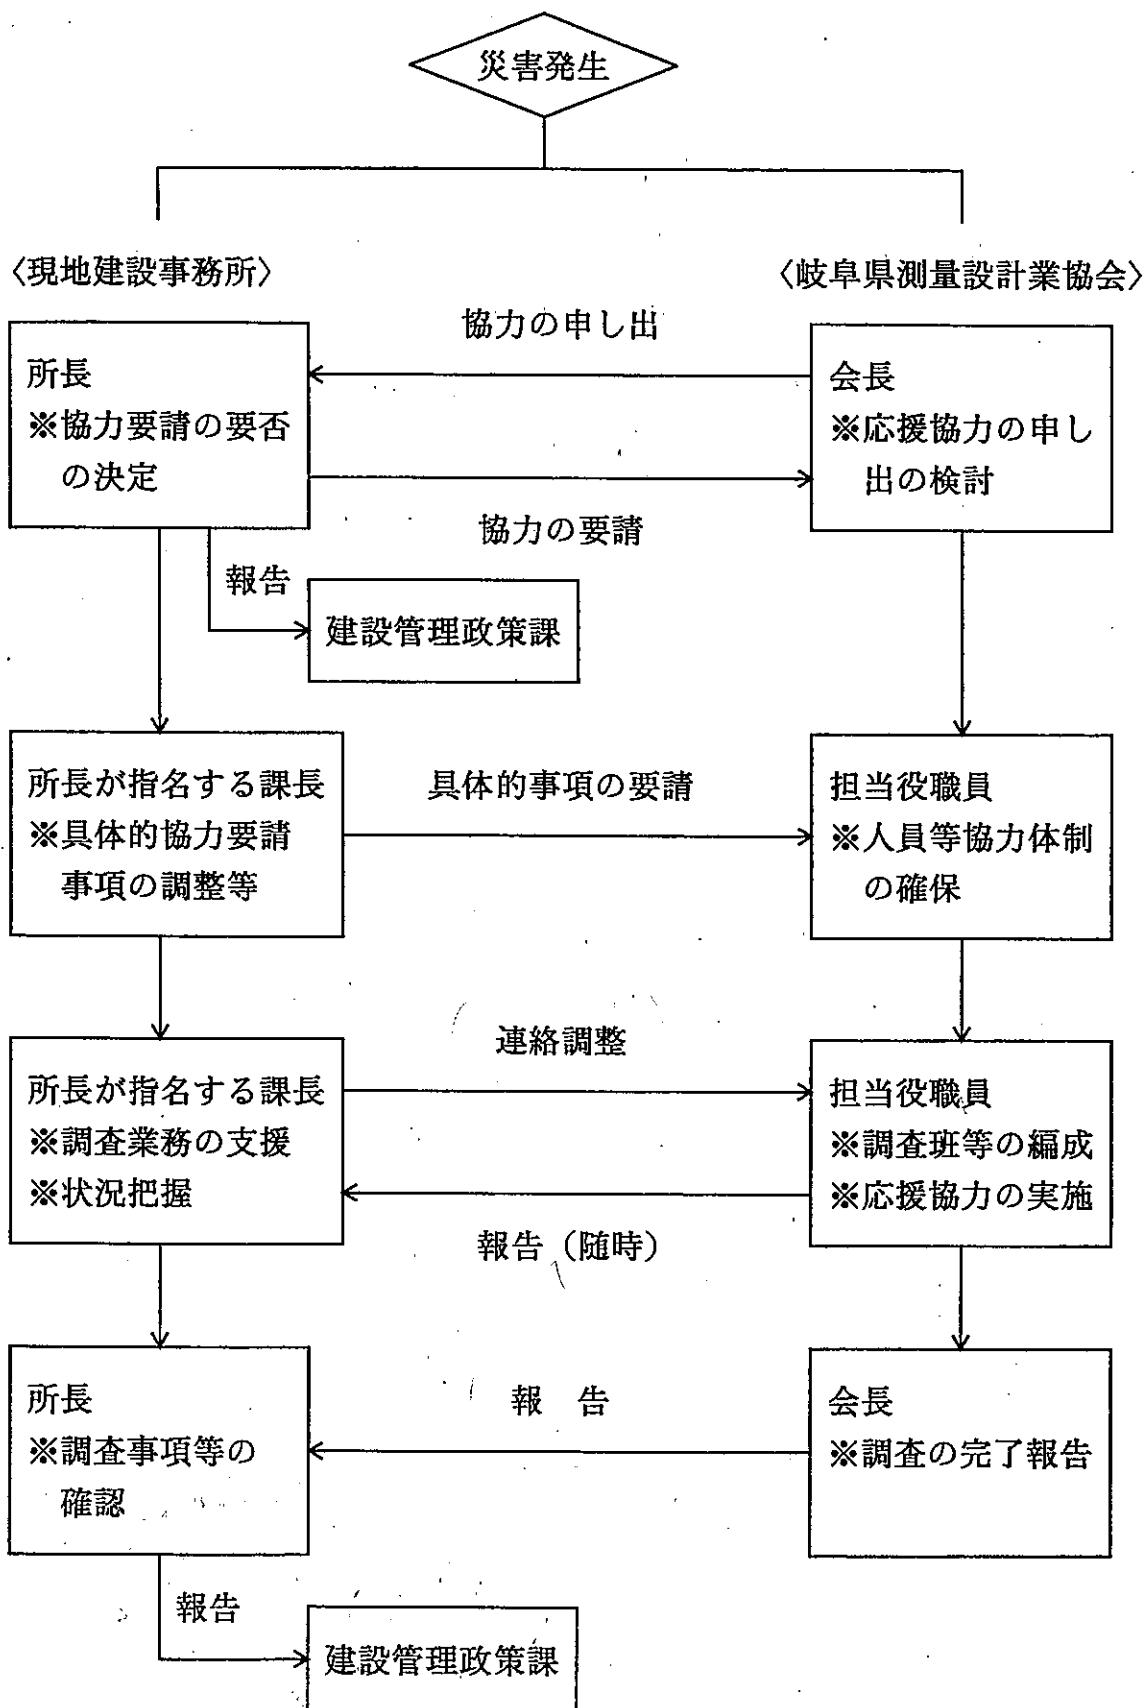 災害発生
〈現地建設事務所〉
〈岐阜県測量設計業協会〉
協力の申し出
所長
※協力要請の要否
の決定
会長
※応援協力の申し
出の検討
協力の要請
報告
建設管理政策課
所長が指名する課長
※具体的協力要請
事項の調整等
具体的事項の要請
担当役職員
※人員等協力体制
の確保
連絡調整
所長が指名する課長
※調査業務の支援
※状況把握
担当役職員
※調査班等の編成
※応援協力の実施
報告（随時）
所長
※調査事項等の
確認
報　告
会長
※調査の完了報告
報告
建設管理政策課